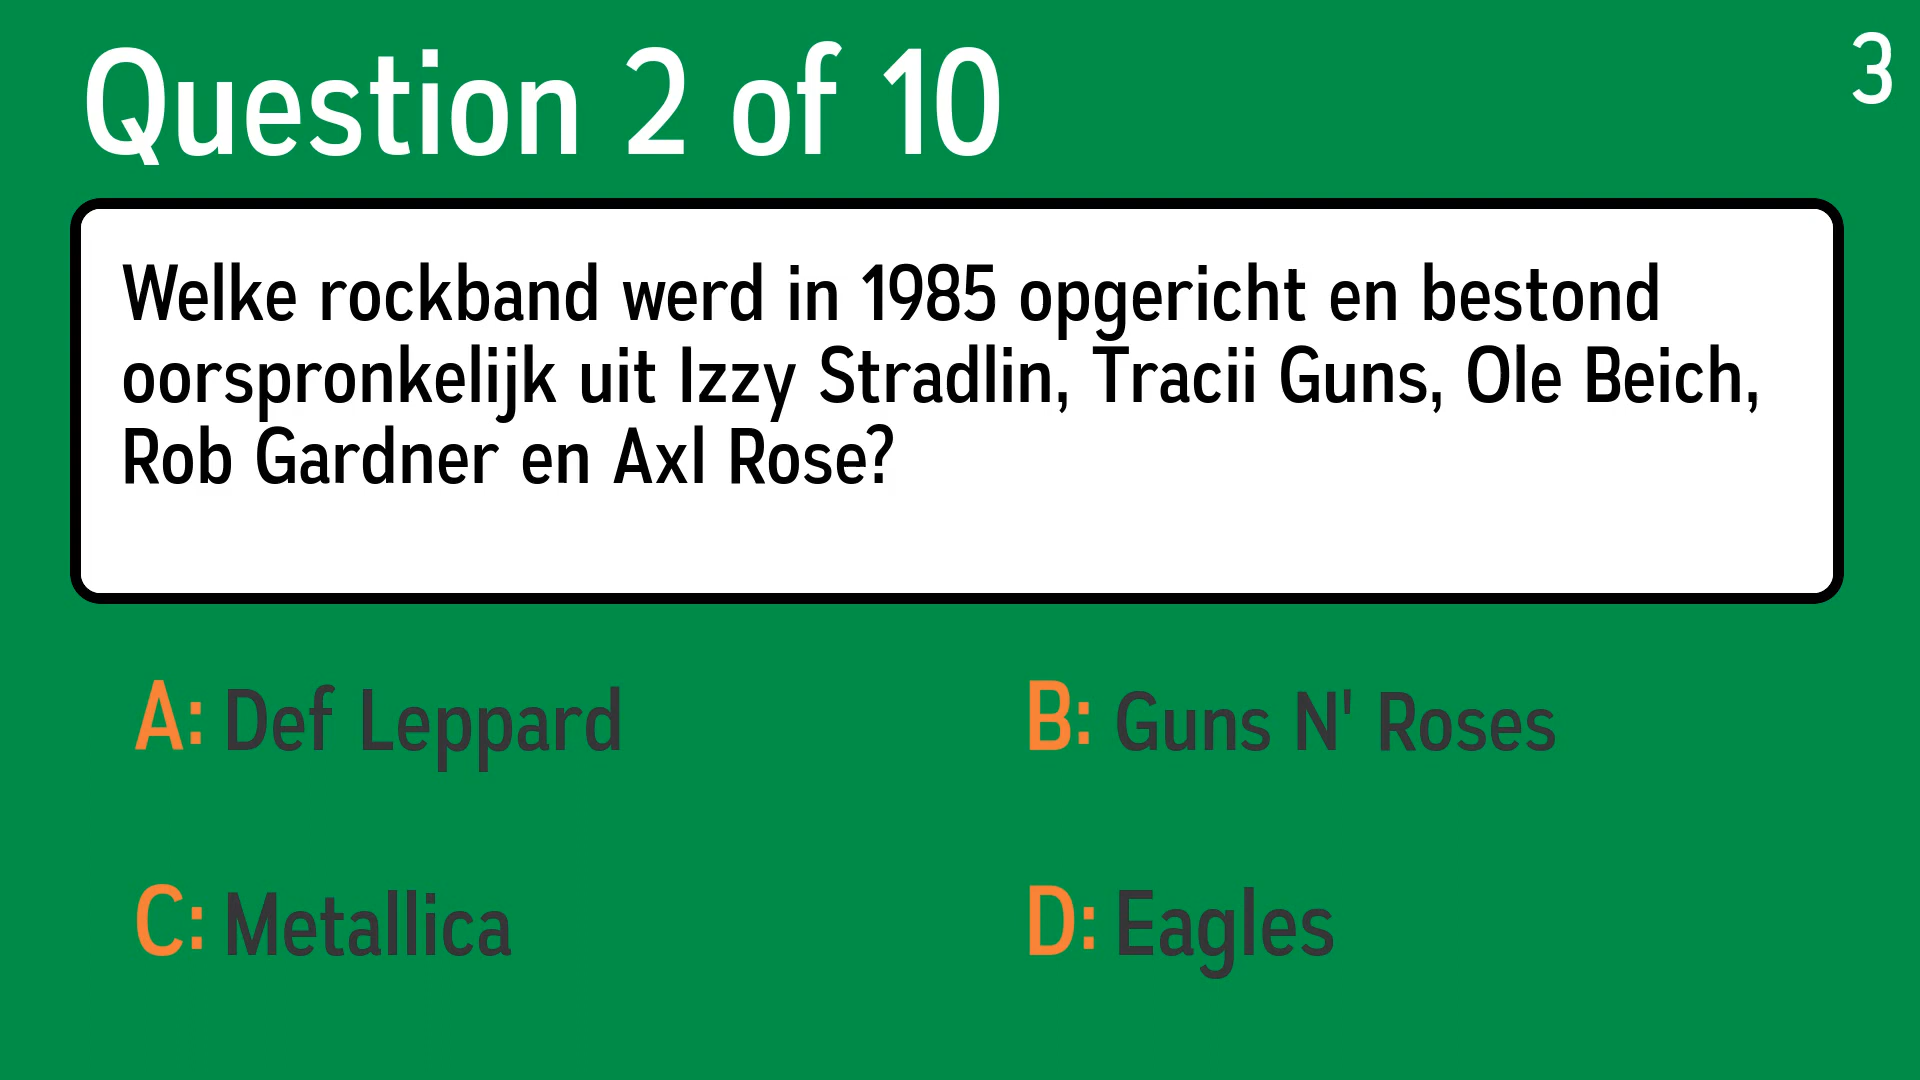 Question 2 of 10
3
Welke rockband werd in 1985 opgericht en bestond
oorspronkelijk uit Izzy Stradlin, Tracii Guns, Ole Beich,
Rob Gardner en Axl Rose?
A: Def Leppard
B: Guns N' Roses
C: Metallica
D: Eagles